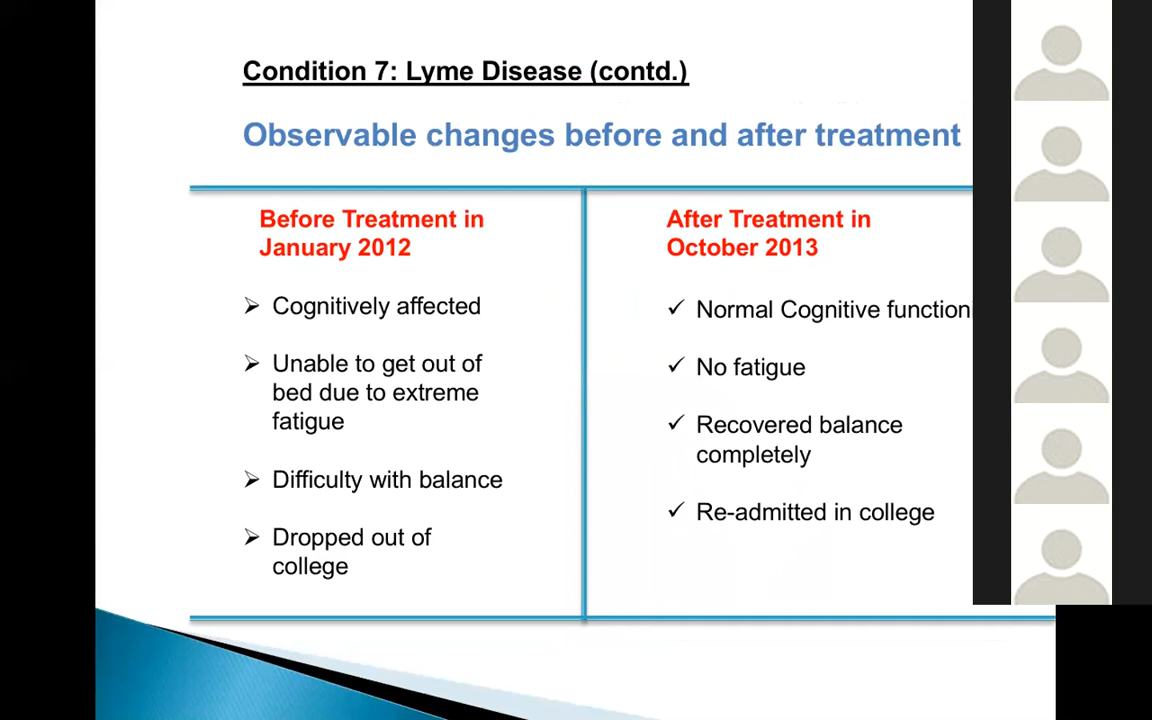 Condition 7: Lyme Disease (contd.)
Observable changes before and after treatment
Before Treatment in
January 2012
Cognitively affected
Unable to get out of
bed due to extreme
fatigue
Difficulty with balance
Dropped out of
college
After Treatment in
October 2013
Normal Cognitive function
No fatigue
Recovered balance
completely
Re-admitted in college